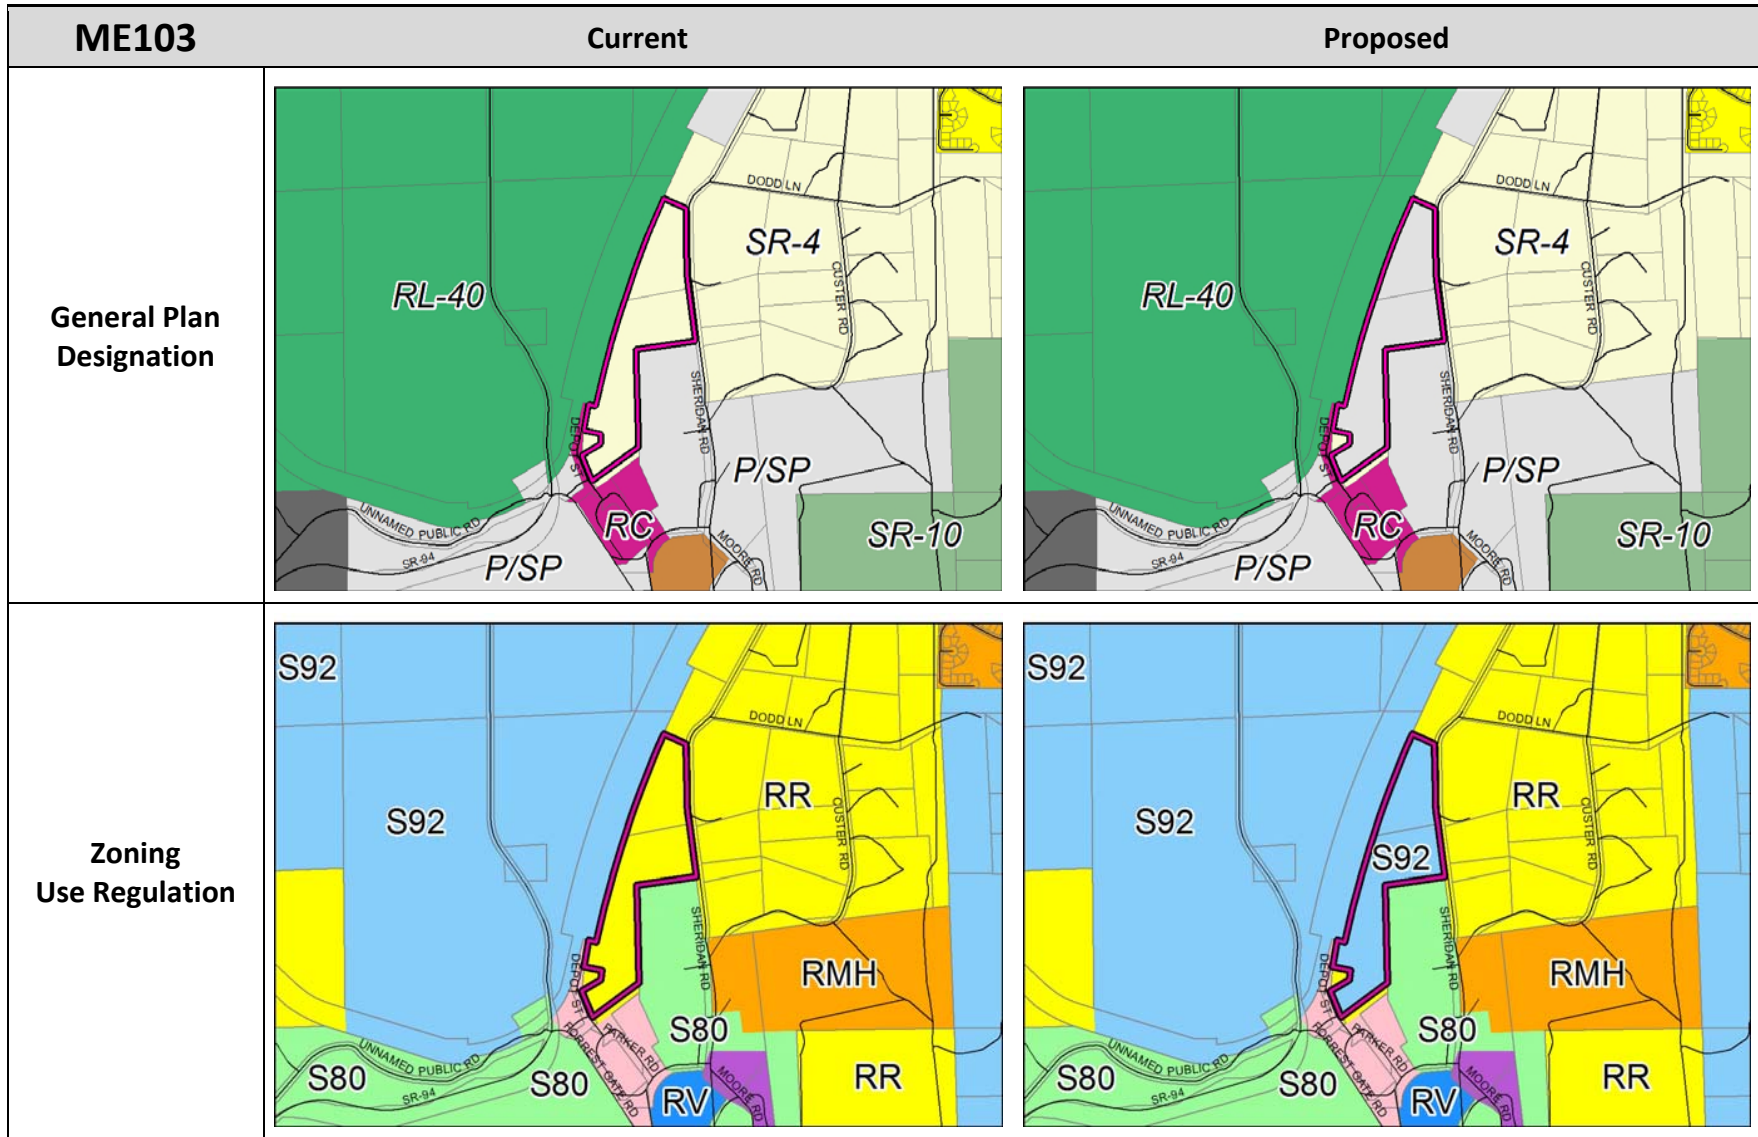 ME103
Current
Proposed
General Plan
Designation
DODD LN
SR-4
RL-40
CUSTER RD
SHERIDAN RD
DEPOT ST
P/SP
UNNAMED PUBLIC RD
RC
SR-10
SR-94
MOORE RD
P/SP
DODD LN
SR-4
RL-40
CUSTER RD
SHERIDAN RD
DEPOT ST
P/SP
UNNAMED PUBLIC RD
RC
SR-10
SR-94
MOORE RD
P/SP
Zoning
Use Regulation
S92
DODD LN
RR
S92
CUSTER RD
SHERIDAN RD
DEPOT ST
RMH
S80
PARKER RD
FORREST GATE RD
UNNAMED PUBLIC RD
S80
SR-94
S80
RV
MOORE RD
RR
S92
DODD LN
RR
S92
CUSTER RD
S92
SHERIDAN RD
DEPOT ST
RMH
S80
PARKER RD
FORREST GATE RD
UNNAMED PUBLIC RD
S80
SR-94
S80
RV
MOORE RD
RR